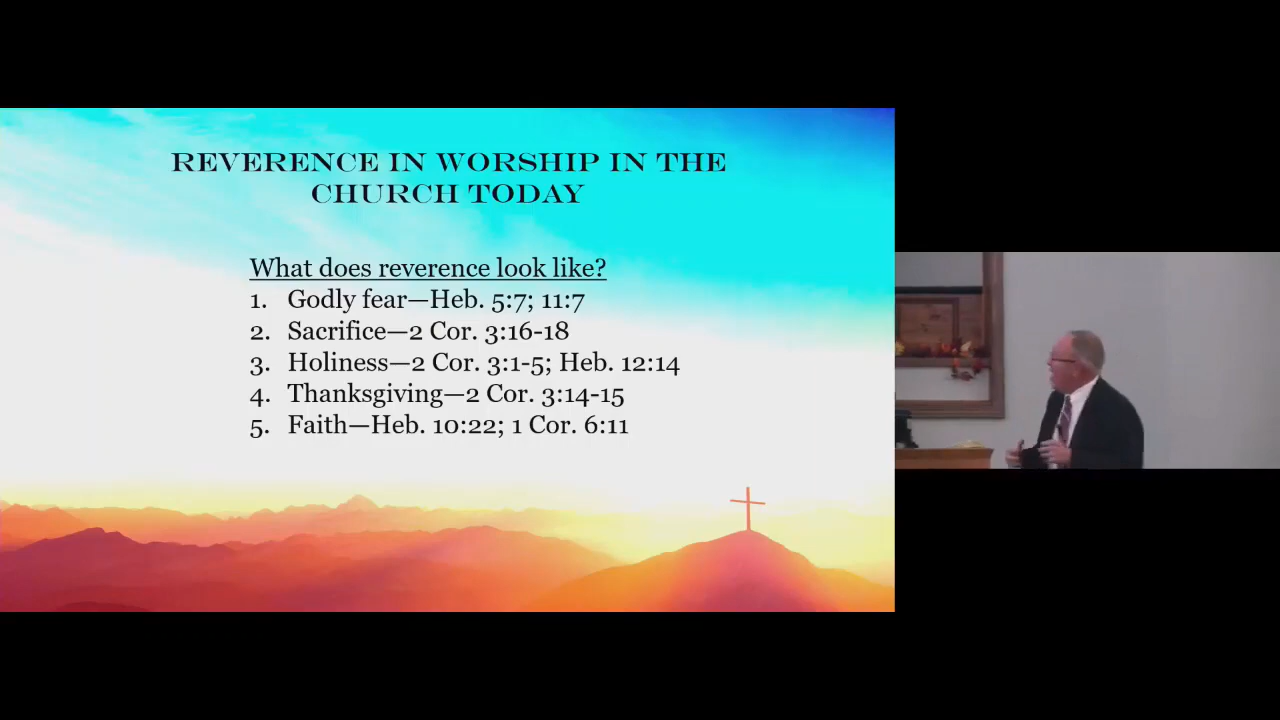 REVERENCE IN WORSHIP IN THE
CHURCH TODAY
What does reverence look like?
1. Godly fear—Heb. 5:7; 11:7
2. Sacrifice—2 Cor. 3:16-18
3. Holiness—2 Cor. 3:1-5; Heb. 12:14
4. Thanksgiving—2 Cor. 3:14-15
5. Faith—Heb. 10:22; 1 Cor. 6:11